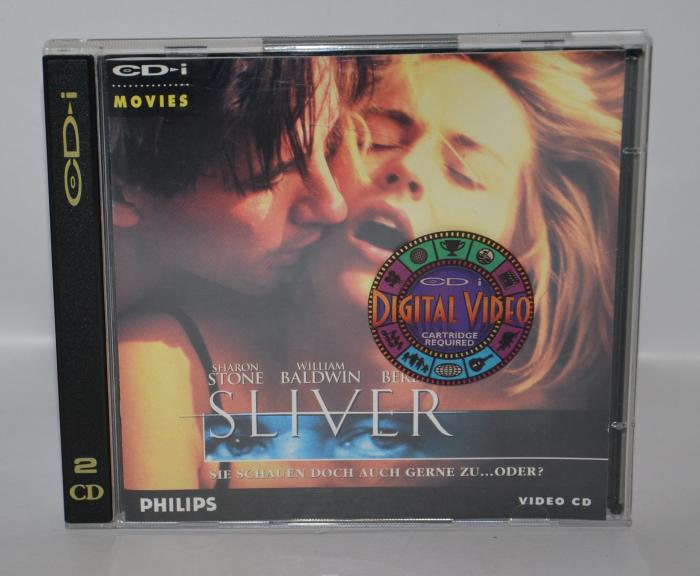 CD-i
MOVIES
CD-i
CD i
DIGITAL VIDEO
CARTRIDGE
REQUIRED
SHARON WILLIAM
STONE BALDWIN
SLIVER
SIE SCHAUEN DOCH AUCH GERNE ZU...ODER?
2
CD
PHILIPS
VIDEO CD